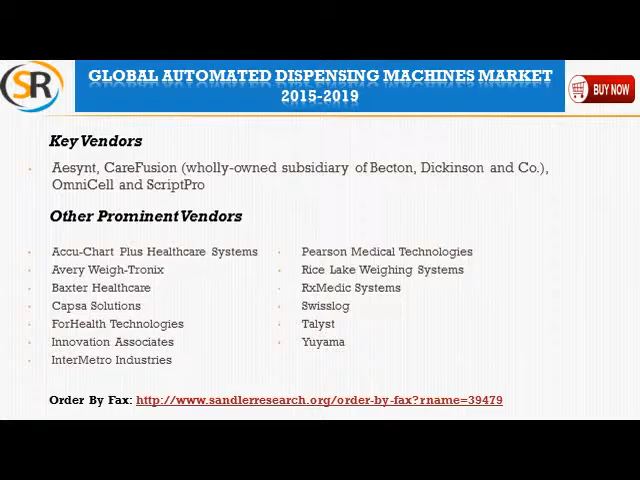 SR
GLOBAL AUTOMATED DISPENSING MACHINES MARKET
2015-2019
BUY NOW
Key Vendors
Aesynt, CareFusion (wholly-owned subsidiary of Becton, Dickinson and Co.),
OmniCell and ScriptPro
Other Prominent Vendors
Accu-Chart Plus Healthcare Systems
Avery Weigh-Tronix
Baxter Healthcare
Capsa Solutions
ForHealth Technologies
Innovation Associates
InterMetro Industries
Pearson Medical Technologies
Rice Lake Weighing Systems
RxMedic Systems
Swisslog
Talyst
Yuyama
Order By Fax: http://www.sandlerresearch.org/order-by-fax?rname=39479